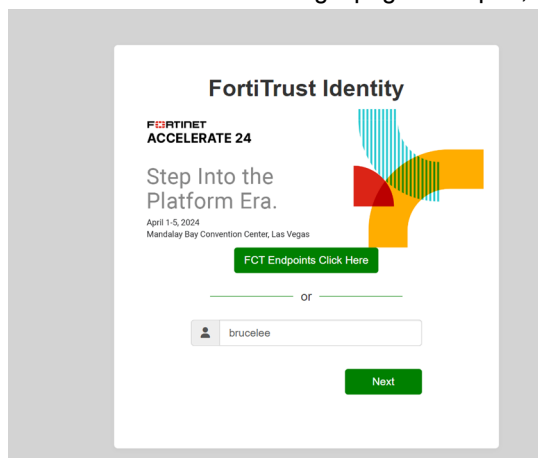 FortiTrust Identity
FORTINET
ACCELERATE 24
Step Into the
Platform Era.
April 1-5, 2024
Mandalay Bay Convention Center, Las Vegas
FCT Endpoints Click Here
or
brucelee
Next